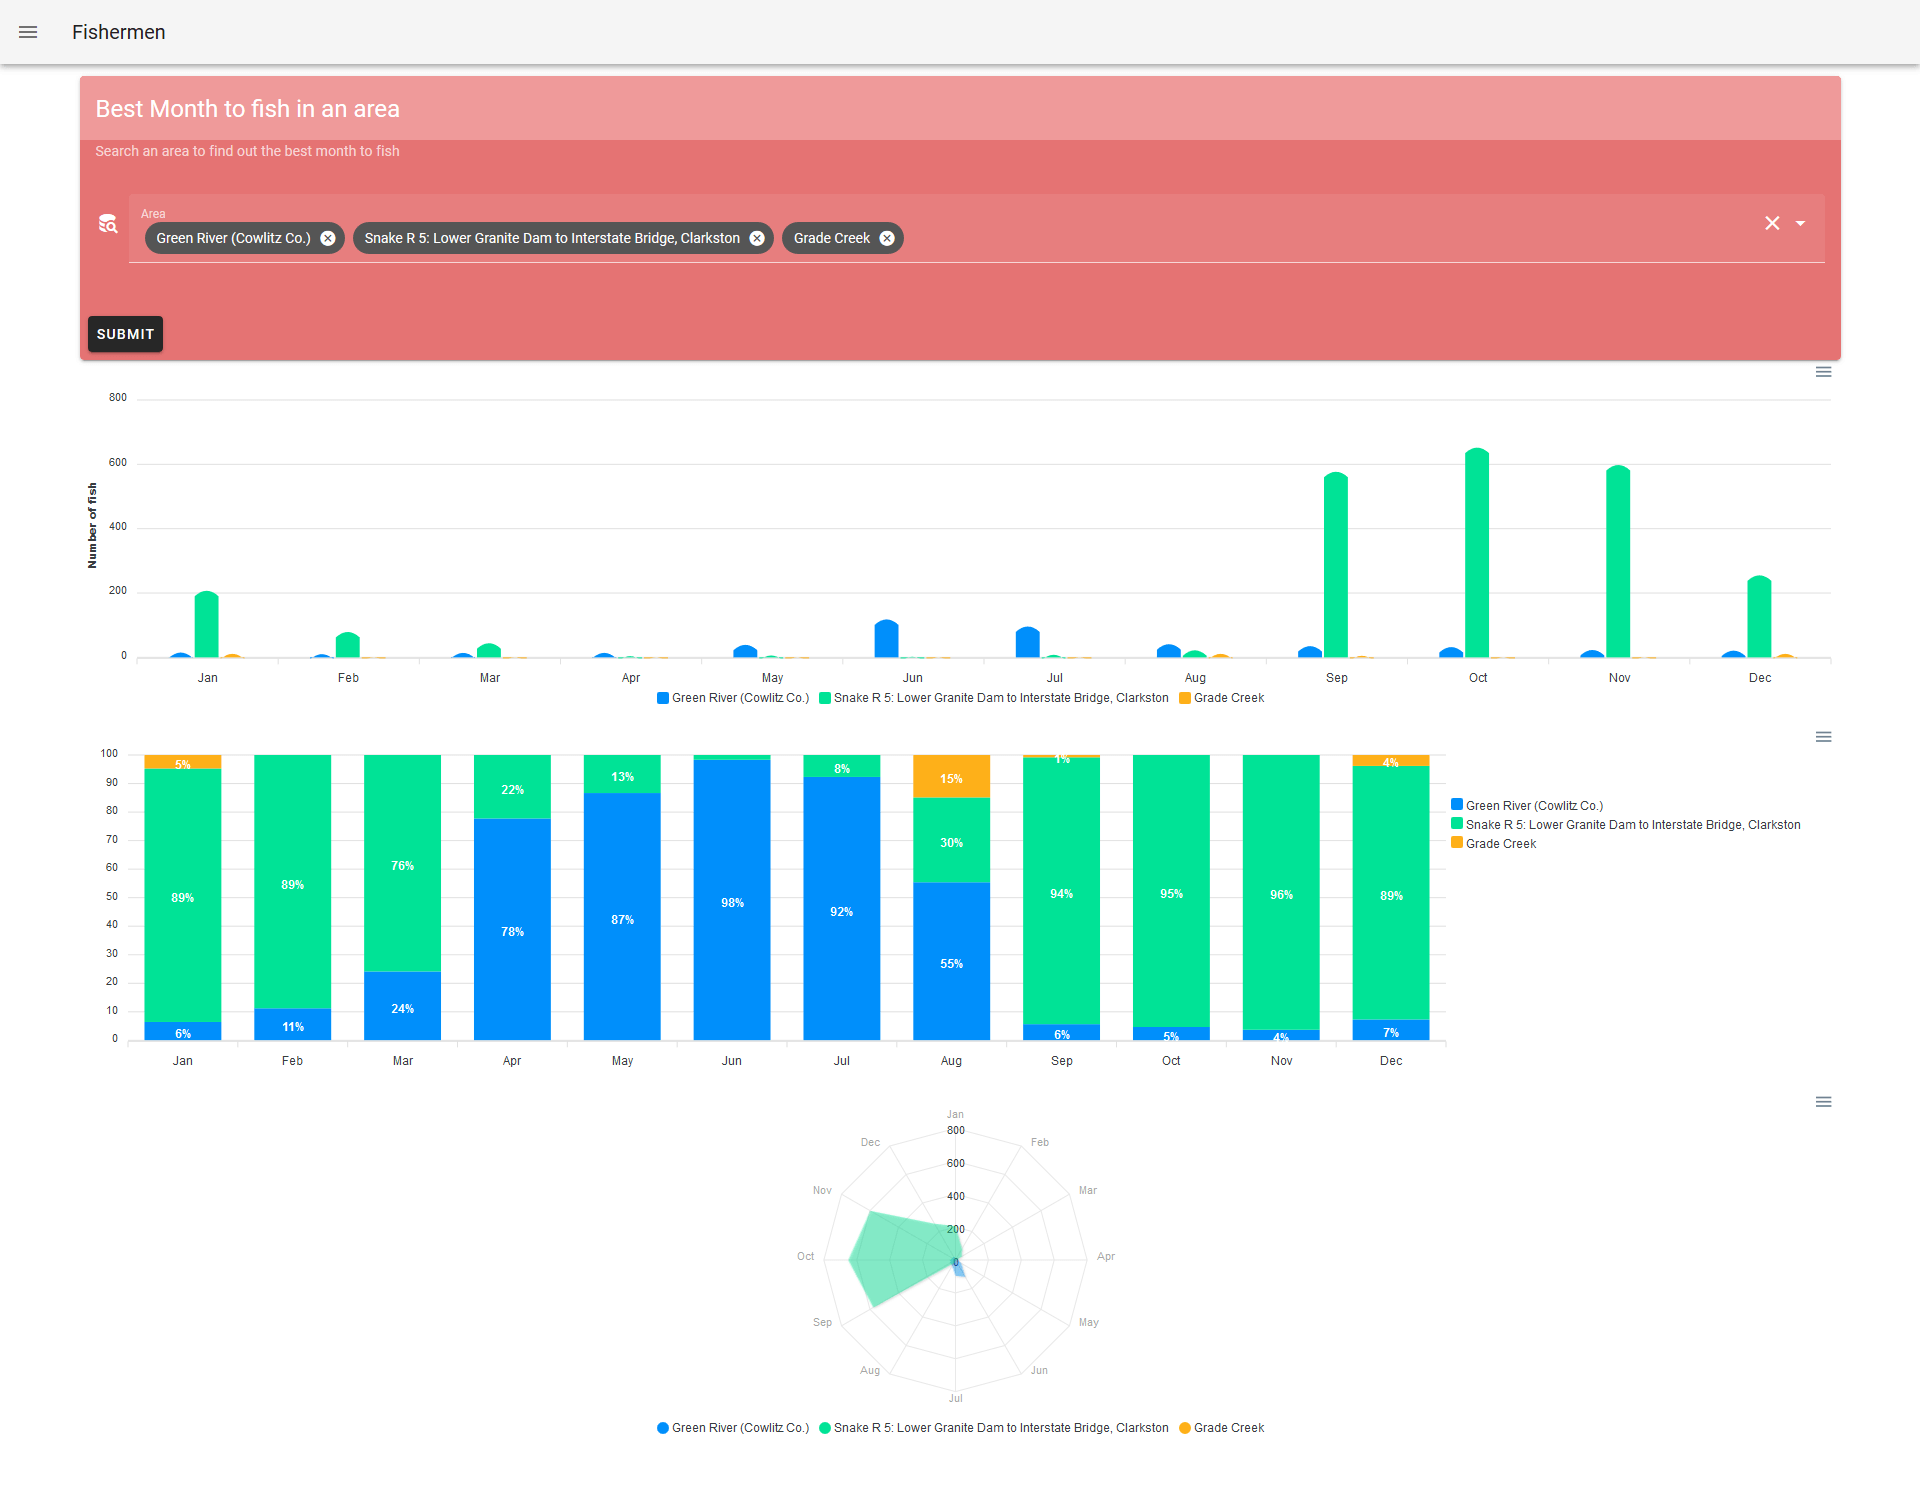 Fishermen
Best Month to fish in an area
Search an area to find out the best month to fish
Area
Green River (Cowlitz Co.) Snake R 5: Lower Granite Dam to Interstate Bridge, Clarkston Grade Creek
SUBMIT
Number of fish
800
600
400
200
0
Jan Feb Mar Apr May Jun Jul Aug Sep Oct Nov Dec
Green River (Cowlitz Co.) Snake R 5: Lower Granite Dam to Interstate Bridge, Clarkston Grade Creek
100
90
80
70
60
50
40
30
20
10
0
5% 8% 15% 1% 4%
22% 13%
89% 89% 76% 30% 94% 95% 96% 89%
78% 87% 98% 92% 55%
6% 11% 24% 6% 5% 4% 7%
Jan Feb Mar Apr May Jun Jul Aug Sep Oct Nov Dec
Green River (Cowlitz Co.)
Snake R 5: Lower Granite Dam to Interstate Bridge, Clarkston
Grade Creek
Jan
800
Dec Feb
600
Nov Mar
400
200
Oct 0 Apr
Sep May
Aug Jun
Jul
Green River (Cowlitz Co.) Snake R 5: Lower Granite Dam to Interstate Bridge, Clarkston Grade Creek